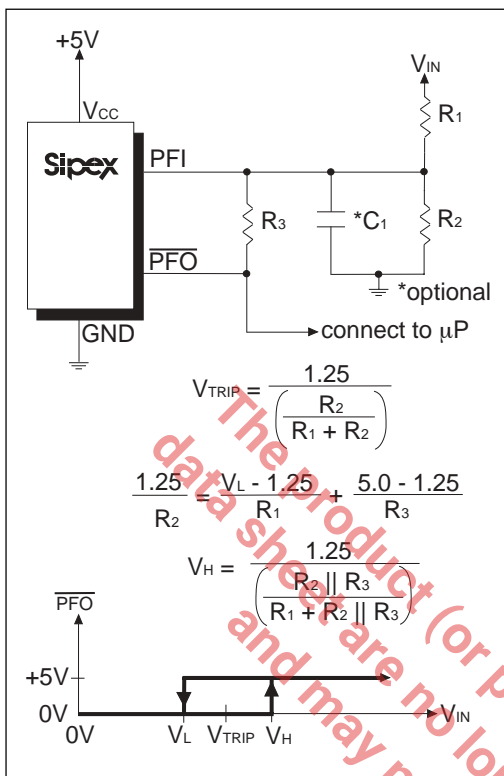 +5V
VIN
VCC
R1
Sipex
PFI
R3
*C1
R2
PFO
*optional
GND
connect to μP
VTRIP = 1.25 / (R2 / (R1 + R2))
1.25 / R2 = (VL - 1.25) / R1 + (5.0 - 1.25) / R3
VH = 1.25 / (R2 || R3 / (R1 + R2 || R3))
PFO
+5V
0V
0V
VL
VTRIP
VH
VIN
The product (or
data sheet are no
and may